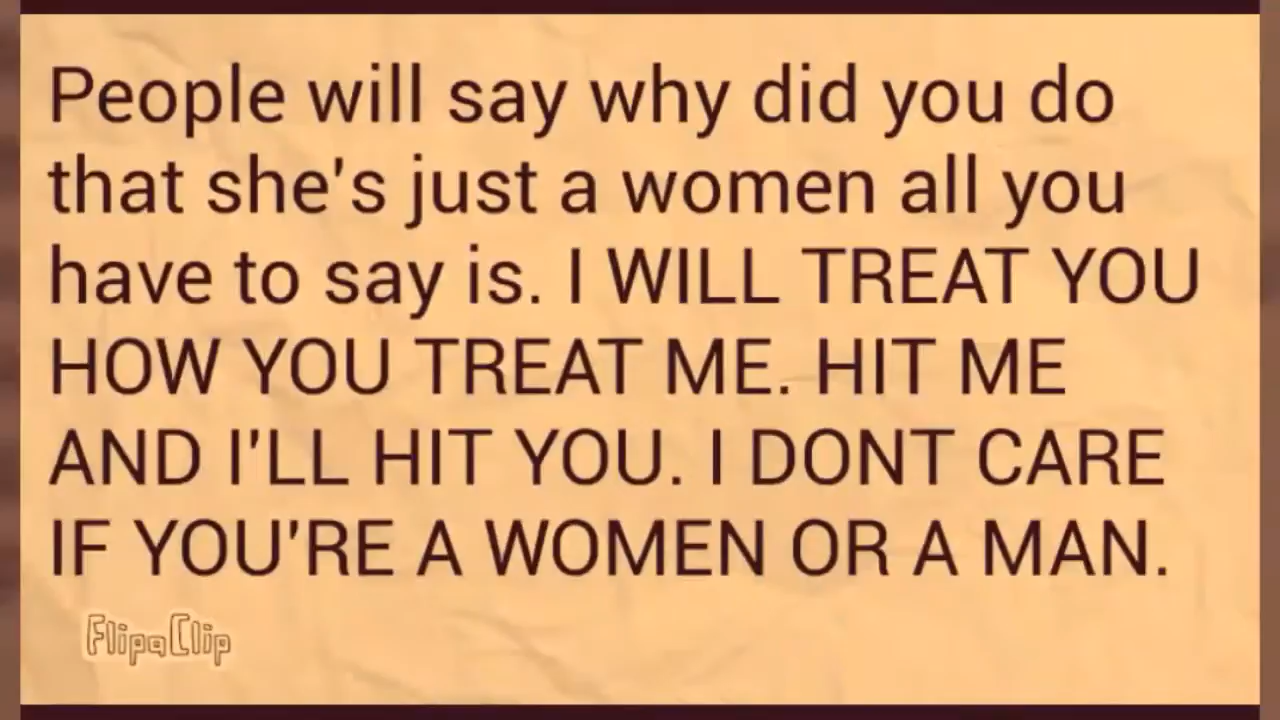 People will say why did you do
that she's just a women all you
have to say is. I WILL TREAT YOU
HOW YOU TREAT ME. HIT ME
AND I'LL HIT YOU. I DONT CARE
IF YOU'RE A WOMEN OR A MAN.
FlipaClip